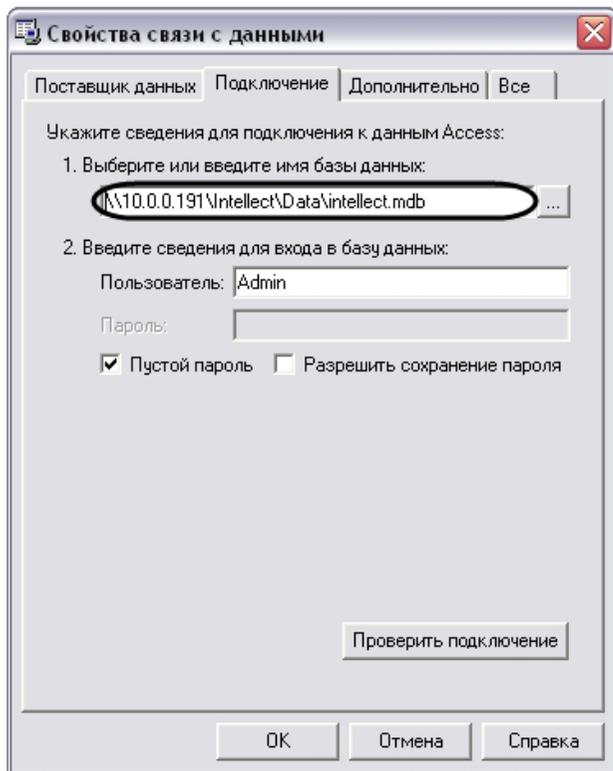 Свойства связи с данными
Поставщик данных Подключение Дополнительно Все
Укажите сведения для подключения к данным Access:
1. Выберите или введите имя базы данных:
\\10.0.0.191\Intellect\Data\intellect.mdb ...
2. Введите сведения для входа в базу данных:
Пользователь: Admin
Пароль:
Пустой пароль Разрешить сохранение пароля
Проверить подключение
OK Отмена Справка